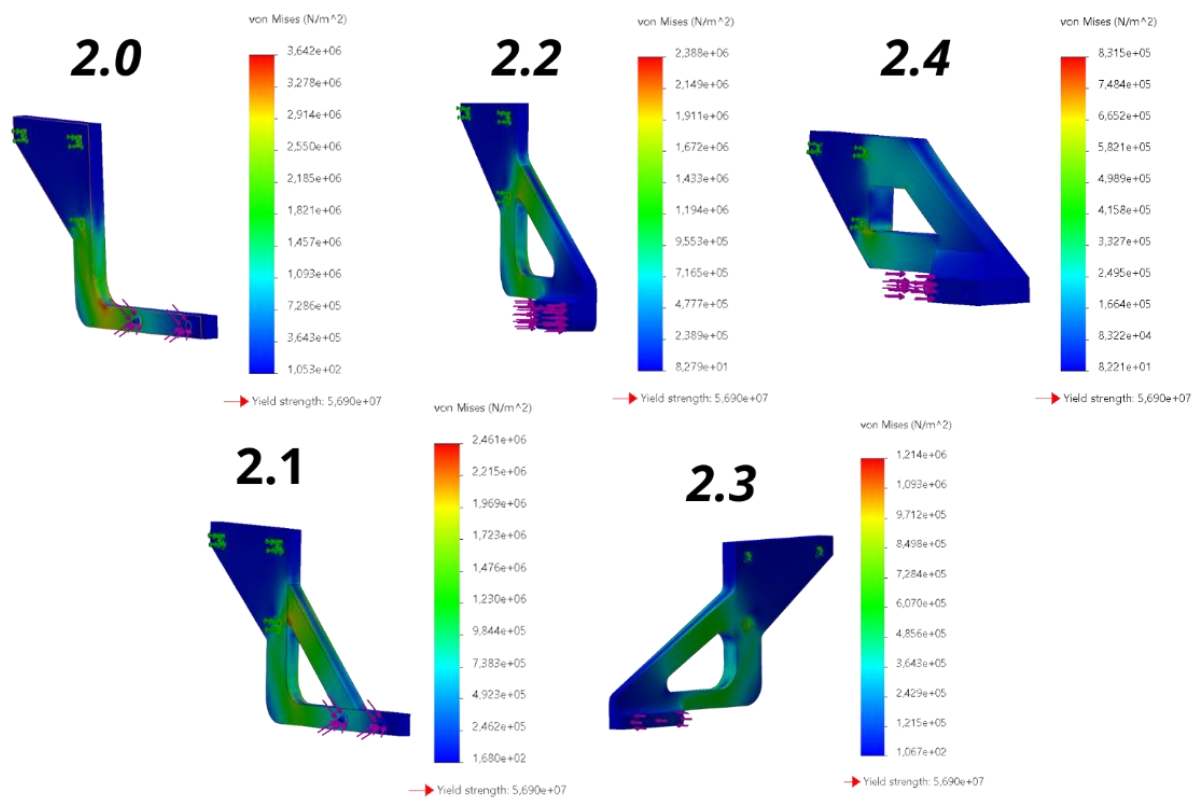 2.0
von Mises (N/m^2)
3,642e+06
3,278e+06
2,914e+06
2,550e+06
2,185e+06
1,821e+06
1,457e+06
1,093e+06
7,286e+05
3,643e+05
1,053e+02
Yield strength: 5,690e+07
2.2
von Mises (N/m^2)
2,388e+06
2,149e+06
1,911e+06
1,672e+06
1,433e+06
1,194e+06
9,553e+05
7,165e+05
4,777e+05
2,389e+05
8,279e+01
Yield strength: 5,690e+07
2.4
von Mises (N/m^2)
8,315e+05
7,484e+05
6,652e+05
5,821e+05
4,989e+05
4,158e+05
3,327e+05
2,495e+05
1,664e+05
8,322e+04
8,221e+01
Yield strength: 5,690e+07
2.1
von Mises (N/m^2)
2,461e+06
2,215e+06
1,969e+06
1,723e+06
1,476e+06
1,230e+06
9,844e+05
7,383e+05
4,923e+05
2,462e+05
1,680e+02
Yield strength: 5,690e+07
2.3
von Mises (N/m^2)
1,214e+06
1,093e+06
9,712e+05
8,498e+05
7,284e+05
6,070e+05
4,856e+05
3,643e+05
2,429e+05
1,215e+05
1,067e+02
Yield strength: 5,690e+07